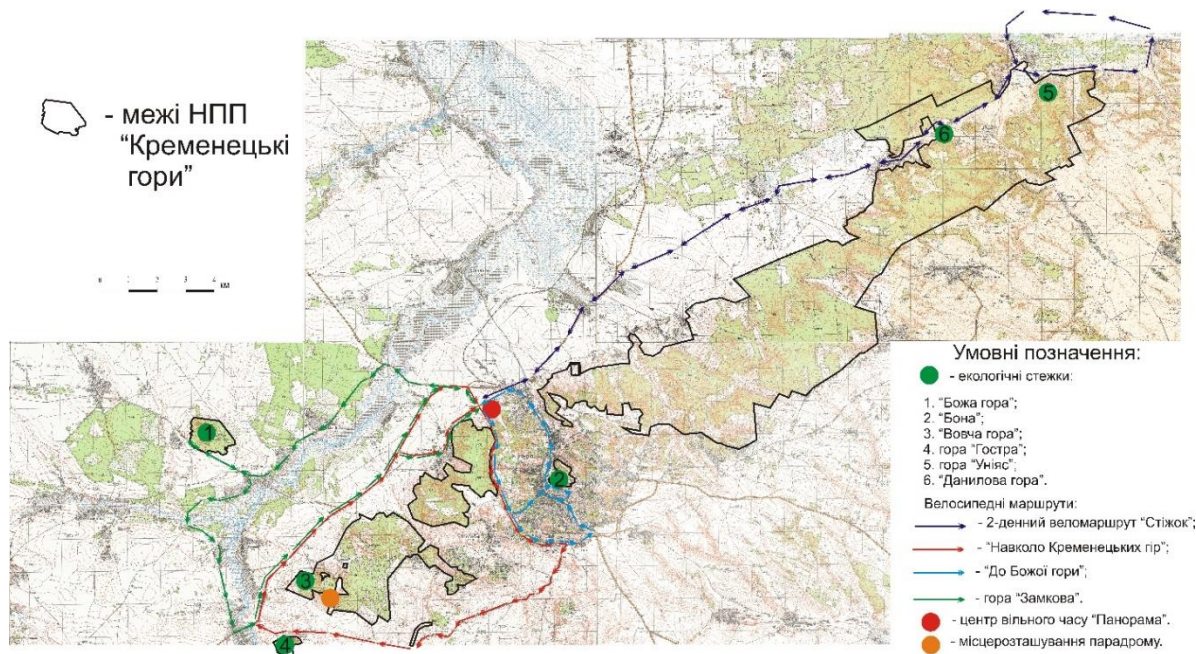 - межі НПП
“Кременецькі
гори”
км
5
6
1
2
3
4
Умовні позначення:
- екологічні стежки:
1. “Божа гора”;
2. “Бона”;
3. “Вовча гора”;
4. гора “Гостра”;
5. гора “Уніяс”;
6. “Данилова гора”.
Велосипедні маршрути:
- 2-денний веломаршрут “Стіжок”;
- “Навколо Кременецьких гір”;
- “До Божої гори”;
- гора “Замкова”.
- центр вільного часу “Панорама”.
- місцерозташування парадрому.